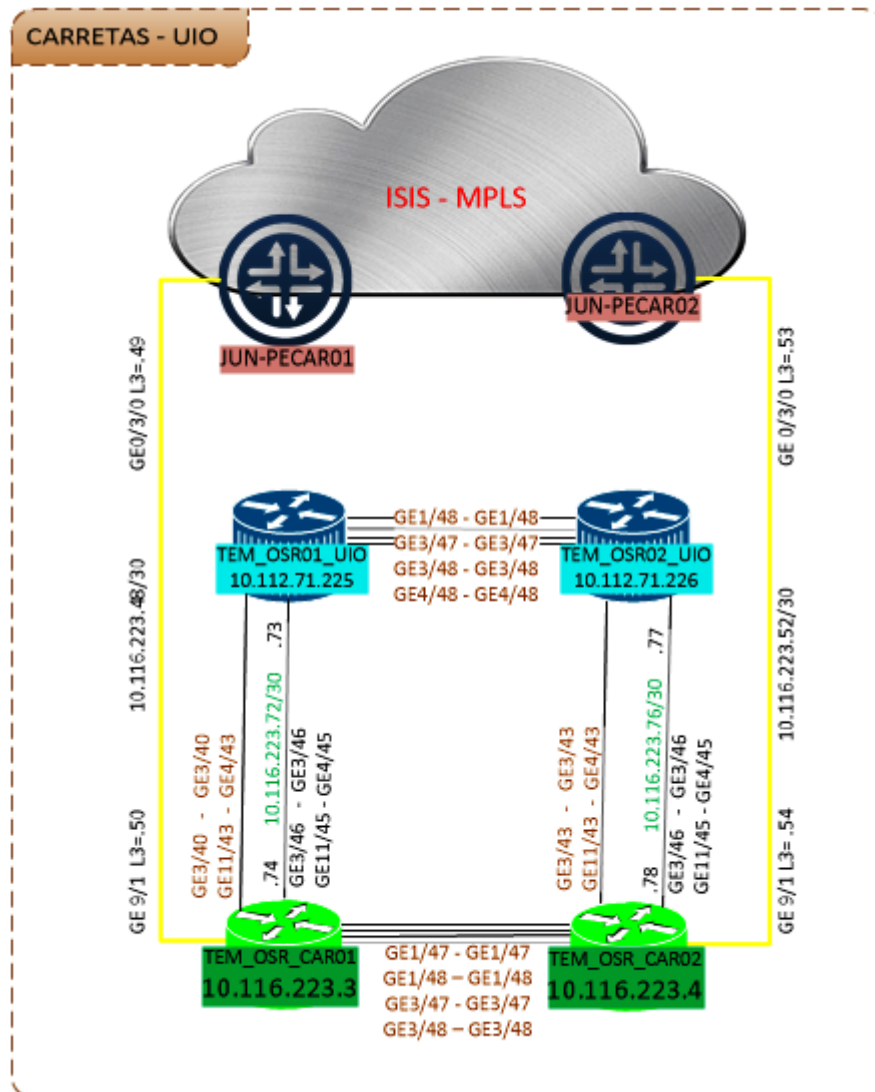 CARRETAS - UIO
ISIS - MPLS
JUN-PECAR01
JUN-PECAR02
GE0/3/0 L3=.49
GE 0/3/0 L3=.53
GE1/48 - GE1/48
GE3/47 - GE3/47
GE3/48 - GE3/48
GE4/48 - GE4/48
TEM_OSR01_UIO
10.112.71.225
TEM_OSR02_UIO
10.112.71.226
10.116.223.48/30
10.116.223.52/30
.73
10.116.223.72/30
.74
GE3/40 - GE3/40
GE11/43 - GE4/43
GE3/46 - GE3/46
GE11/45 - GE4/45
.77
10.116.223.76/30
.78
GE3/43 - GE3/43
GE11/43 - GE4/43
GE3/46 - GE3/46
GE11/45 - GE4/45
GE 9/1 L3=.50
GE 9/1 L3= .54
TEM_OSR_CAR01
10.116.223.3
TEM_OSR_CAR02
10.116.223.4
GE1/47 - GE1/47
GE1/48 – GE1/48
GE3/47 - GE3/47
GE3/48 – GE3/48